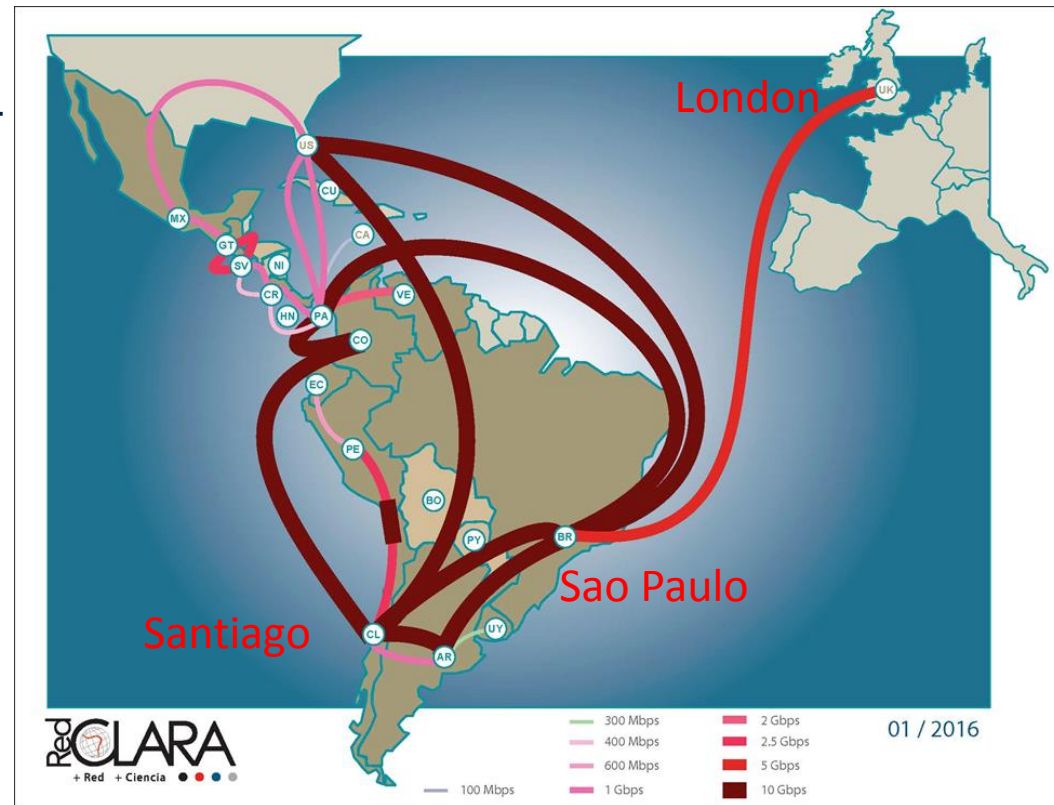 London
UK
US
CU
MX
CA
GT
SV
NI
CR
VE
HN
PA
CO
EC
PE
BO
PY
BR
Sao Paulo
Santiago
CL
UY
AR
Red
CLARA
+ Red + Ciencia
100 Mbps
300 Mbps
400 Mbps
600 Mbps
1 Gbps
2 Gbps
2.5 Gbps
5 Gbps
10 Gbps
01 / 2016